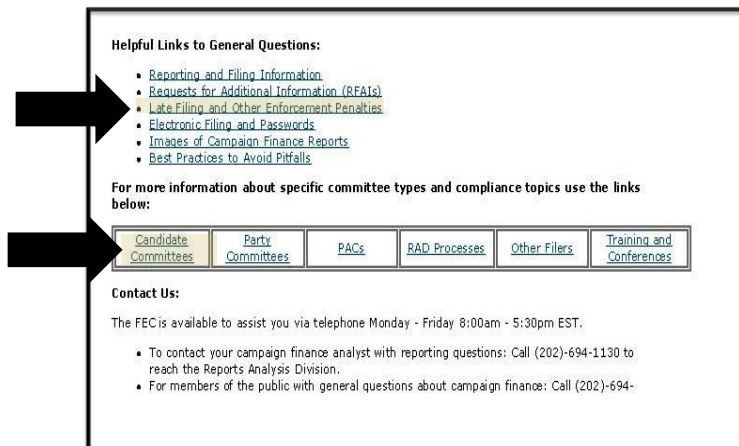 Helpful Links to General Questions:
Reporting and Filing Information
Requests for Additional Information (RFAIs)
Late Filing and Other Enforcement Penalties
Electronic Filing and Passwords
Images of Campaign Finance Reports
Best Practices to Avoid Pitfalls
For more information about specific committee types and compliance topics use the links
below:
Candidate Committees
Party Committees
PACs
RAD Processes
Other Filers
Training and Conferences
Contact Us:
The FEC is available to assist you via telephone Monday - Friday 8:00am - 5:30pm EST.
To contact your campaign finance analyst with reporting questions: Call (202)-694-1130 to
reach the Reports Analysis Division.
For members of the public with general questions about campaign finance: Call (202)-694-